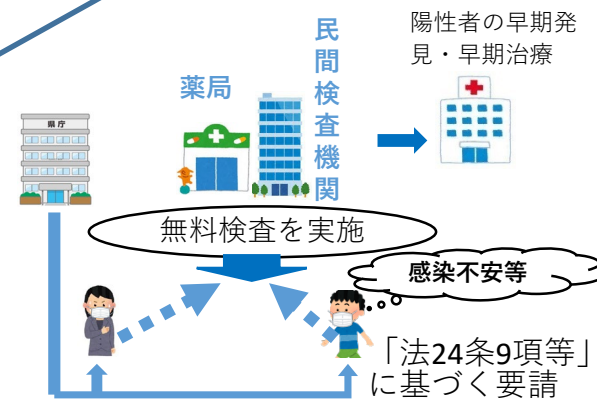 陽性者の早期発
見・早期治療
民間検査機関
薬局
県庁
無料検査を実施
感染不安等
「法24条9項等」
に基づく要請